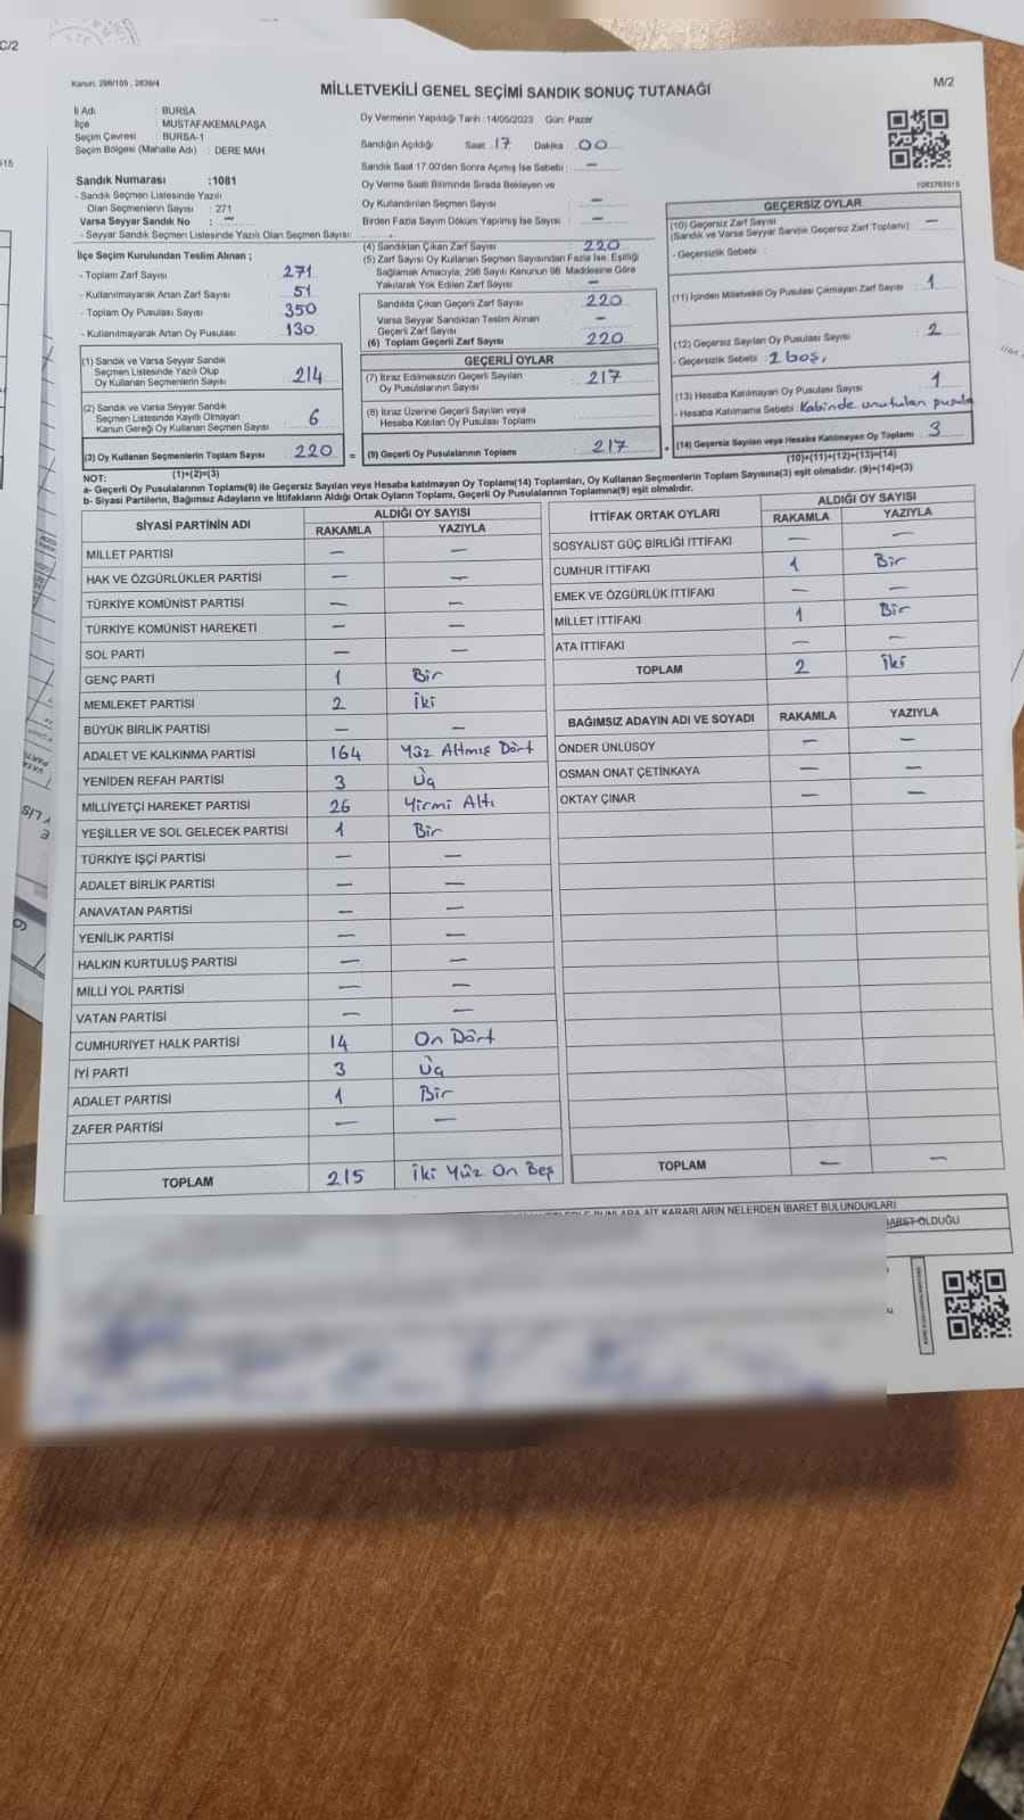 C/2
Kanun: 298/105 , 2839/4
MİLLETVEKİLİ GENEL SEÇİMİ SANDIK SONUÇ TUTANAĞI
M/2
İl Adı : BURSA
İlçe : MUSTAFAKEMALPAŞA
Seçim Çevresi : BURSA-1
Seçim Bölgesi (Mahalle Adı) : DERE MAH.
Sandık Numarası :1081
- Sandık Seçmen Listesinde Yazılı
Olan Seçmenlerin Sayısı : 271
Varsa Seyyar Sandık No : —
- Seyyar Sandık Seçmen Listesinde Yazılı Olan Seçmen Sayısı:
Oy Vermenin Yapıldığı Tarih :14/05/2023 Gün: Pazar
Sandığın Açıldığı Saat 17 Dakika 00
Sandık Saat 17.00'den Sonra Açılmış İse Sebebi : —
Oy Verme Saati Bitiminde Sırada Bekleyen ve
Oy Kullandırılan Seçmen Sayısı —
Birden Fazla Sayım Döküm Yapılmış İse Sayısı —
İlçe Seçim Kurulundan Teslim Alınan ;
- Toplam Zarf Sayısı 271
- Kullanılmayarak Artan Zarf Sayısı 51
- Toplam Oy Pusulası Sayısı 350
- Kullanılmayarak Artan Oy Pusulası 130
(1) Sandık ve Varsa Seyyar Sandık
Seçmen Listesinde Yazılı Olup
Oy Kullanan Seçmenlerin Sayısı 214
(2) Sandık ve Varsa Seyyar Sandık
Seçmen Listesinde Kayıtlı Olmayan
Kanun Gereği Oy Kullanan Seçmen Sayısı 6
(3) Oy Kullanan Seçmenlerin Toplam Sayısı 220 =
(1)+(2)=(3)
(4) Sandıktan Çıkan Zarf Sayısı 220
(5) Zarf Sayısı Oy Kullanan Seçmen Sayısından Fazla İse, Eşitliği
Sağlamak Amacıyla, 298 Sayılı Kanunun 98. Maddesine Göre
Yakılarak Yok Edilen Zarf Sayısı —
Sandıkta Çıkan Geçerli Zarf Sayısı 220
Varsa Seyyar Sandıktan Teslim Alınan
Geçerli Zarf Sayısı —
(6) Toplam Geçerli Zarf Sayısı 220
GEÇERLİ OYLAR
(7) İtiraz Edilmeksizin Geçerli Sayılan
Oy Pusulalarının Sayısı 217
(8) İtiraz Üzerine Geçerli Sayılan veya
Hesaba Katılan Oy Pusulası Toplamı
(9) Geçerli Oy Pusulalarının Toplamı 217 +
GEÇERSİZ OYLAR
(10) Geçersiz Zarf Sayısı —
(Sandık ve Varsa Seyyar Sandık Geçersiz Zarf Toplamı)
- Geçersizlik Sebebi :
(11) İçinden Milletvekili Oy Pusulası Çıkmayan Zarf Sayısı : 1
(12) Geçersiz Sayılan Oy Pusulası Sayısı 2
- Geçersizlik Sebebi : 2 boş,
(13) Hesaba Katılmayan Oy Pusulası Sayısı 1
- Hesaba Katılmama Sebebi : Kabinde unutulan pusula
(14) Geçersiz Sayılan veya Hesaba Katılmayan Oy Toplamı 3
(10)+(11)+(12)+(13)=(14)
NOT:
a- Geçerli Oy Pusulalarının Toplamı(9) ile Geçersiz Sayılan veya Hesaba katılmayan Oy Toplamı(14) Toplamları, Oy Kullanan Seçmenlerin Toplam Sayısına(3) eşit olmalıdır. (9)+(14)=(3)
b- Siyasi Partilerin, Bağımsız Adayların ve İttifakların Aldığı Ortak Oyların Toplamı, Geçerli Oy Pusulalarının Toplamına(9) eşit olmalıdır.
SİYASİ PARTİNİN ADI ALDIĞI OY SAYISI
RAKAMLA YAZIYLA
MİLLET PARTİSİ — —
HAK VE ÖZGÜRLÜKLER PARTİSİ — —
TÜRKİYE KOMÜNİST PARTİSİ — —
TÜRKİYE KOMÜNİST HAREKETİ — —
SOL PARTİ — —
GENÇ PARTİ 1 Bir
MEMLEKET PARTİSİ 2 İki
BÜYÜK BİRLİK PARTİSİ — —
ADALET VE KALKINMA PARTİSİ 164 Yüz Altmış Dört
YENİDEN REFAH PARTİSİ 3 Üç
MİLLİYETÇİ HAREKET PARTİSİ 26 Yirmi Altı
YEŞİLLER VE SOL GELECEK PARTİSİ 1 Bir
TÜRKİYE İŞÇİ PARTİSİ — —
ADALET BİRLİK PARTİSİ — —
ANAVATAN PARTİSİ — —
YENİLİK PARTİSİ — —
HALKIN KURTULUŞ PARTİSİ — —
MİLLİ YOL PARTİSİ — —
VATAN PARTİSİ — —
CUMHURİYET HALK PARTİSİ 14 On Dört
İYİ PARTİ 3 Üç
ADALET PARTİSİ 1 Bir
ZAFER PARTİSİ — —
TOPLAM 215 İki Yüz On Beş
İTTİFAK ORTAK OYLARI ALDIĞI OY SAYISI
RAKAMLA YAZIYLA
SOSYALİST GÜÇ BİRLİĞİ İTTİFAKI — —
CUMHUR İTTİFAKI 1 Bir
EMEK VE ÖZGÜRLÜK İTTİFAKI — —
MİLLET İTTİFAKI 1 Bir
ATA İTTİFAKI — —
TOPLAM 2 İki
BAĞIMSIZ ADAYIN ADI VE SOYADI RAKAMLA YAZIYLA
ÖNDER ÜNLÜSOY — —
OSMAN ONAT ÇETİNKAYA — —
OKTAY ÇINAR — —
TOPLAM — —
BUNLARA AİT KARARLARIN NELERDEN İBARET BULUNDUKLARI
İBARET OLDUĞU